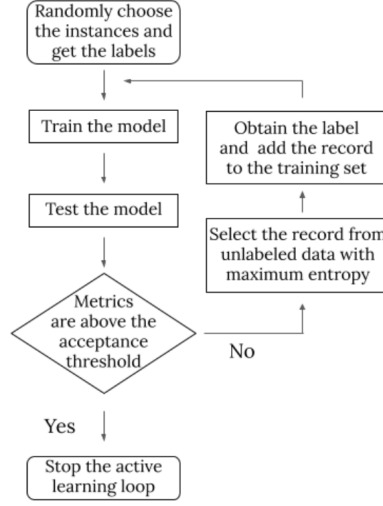 Randomly choose
the instances and
get the labels
Train the model
Test the model
Metrics
are above the
acceptance
threshold
Yes
Stop the active
learning loop
No
Select the record from
unlabeled data with
maximum entropy
Obtain the label
and add the record
to the training set